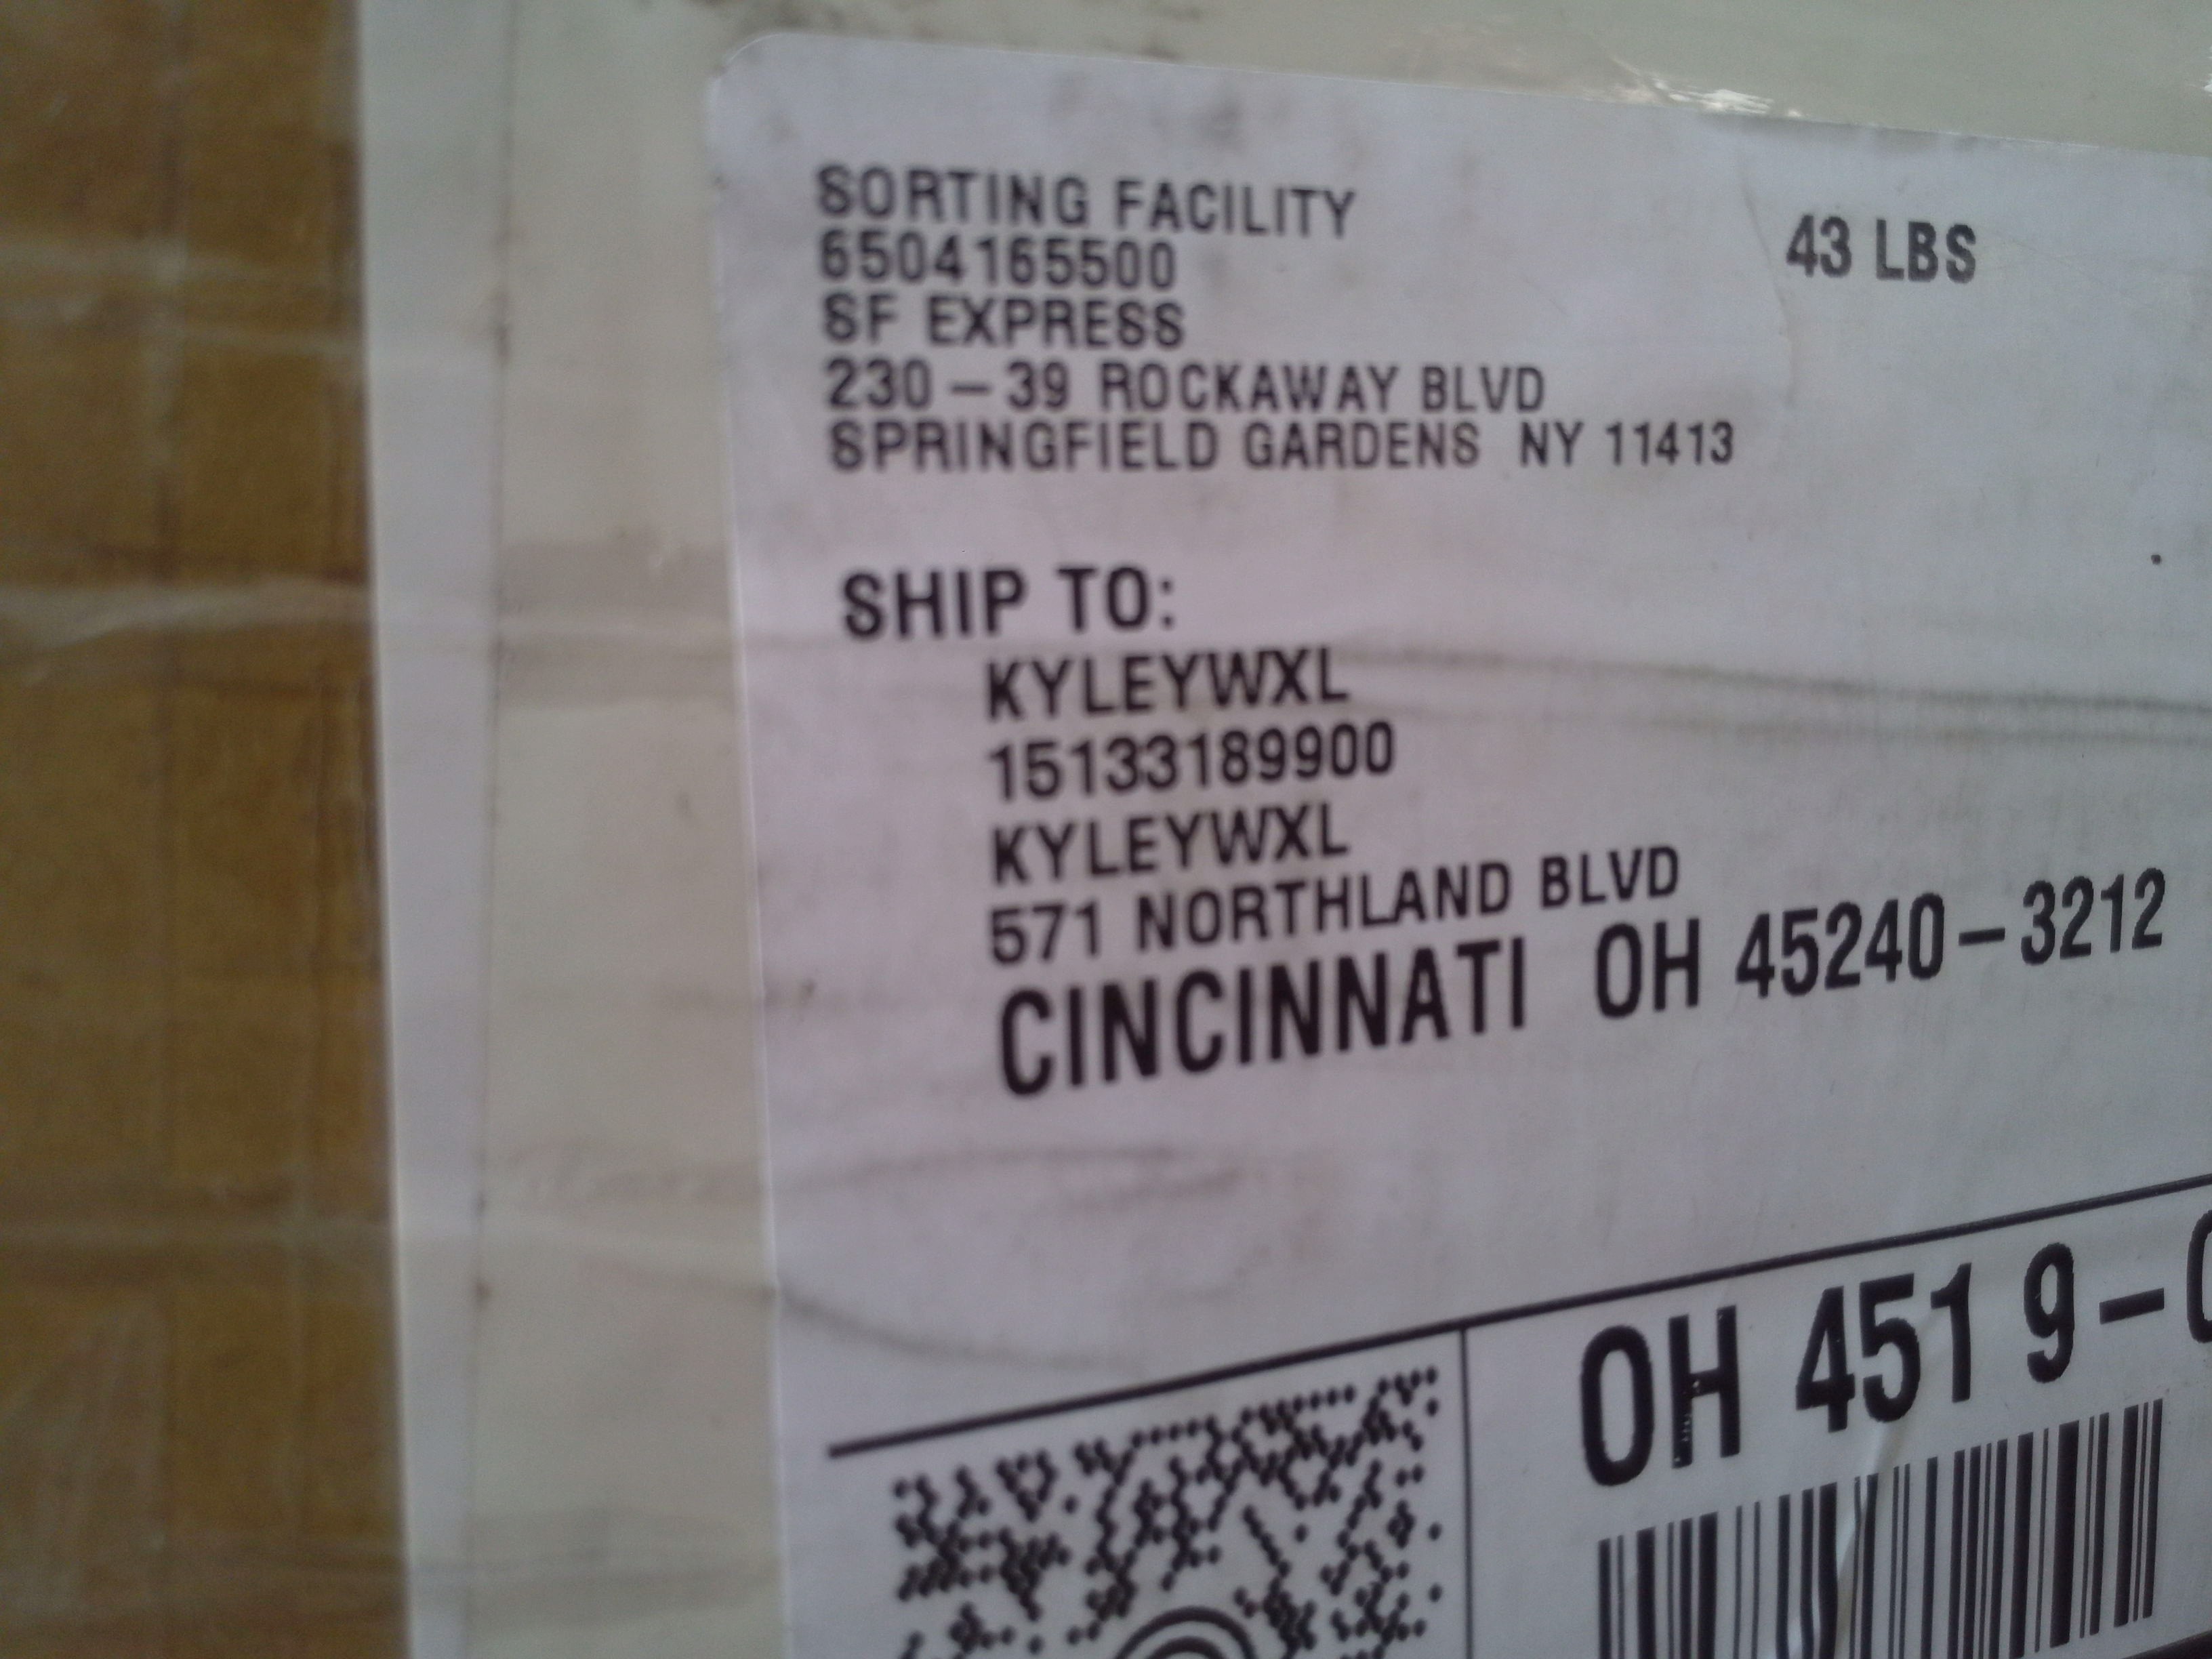 SORTING FACILITY
43 LBS
6504165500
SF EXPRESS
230-39 ROCKAWAY BLVD
SPRINGFIELD GARDENS NY 11413
SHIP TO:
KYLEYWXL
15133189900
KYLEYWXL
571 NORTHLAND BLVD
CINCINNATI OH 45240-3212
OH 451 9-